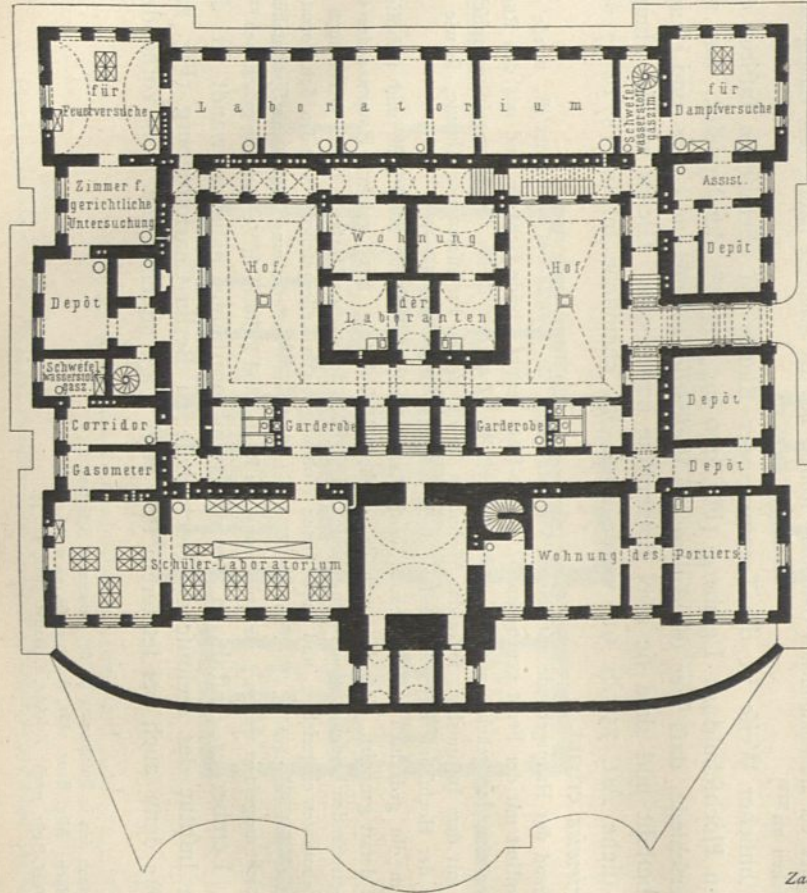 für
Feuerversuche
Laboratorium
Schwefel-
wasserstoff-
gaszim
für
Dampfversuche
Zimmer f.
gerichtliche
Untersuchung
Assist.
Depôt
Hof
Wohnung
der
Laboranten
Hof
Depôt
Schwefel-
wasserstoff
gasz.
Corridor
Gasometer
Garderobe
Garderobe
Depôt
Depôt
Schüler-Laboratorium
Wohnung des Portiers
Za